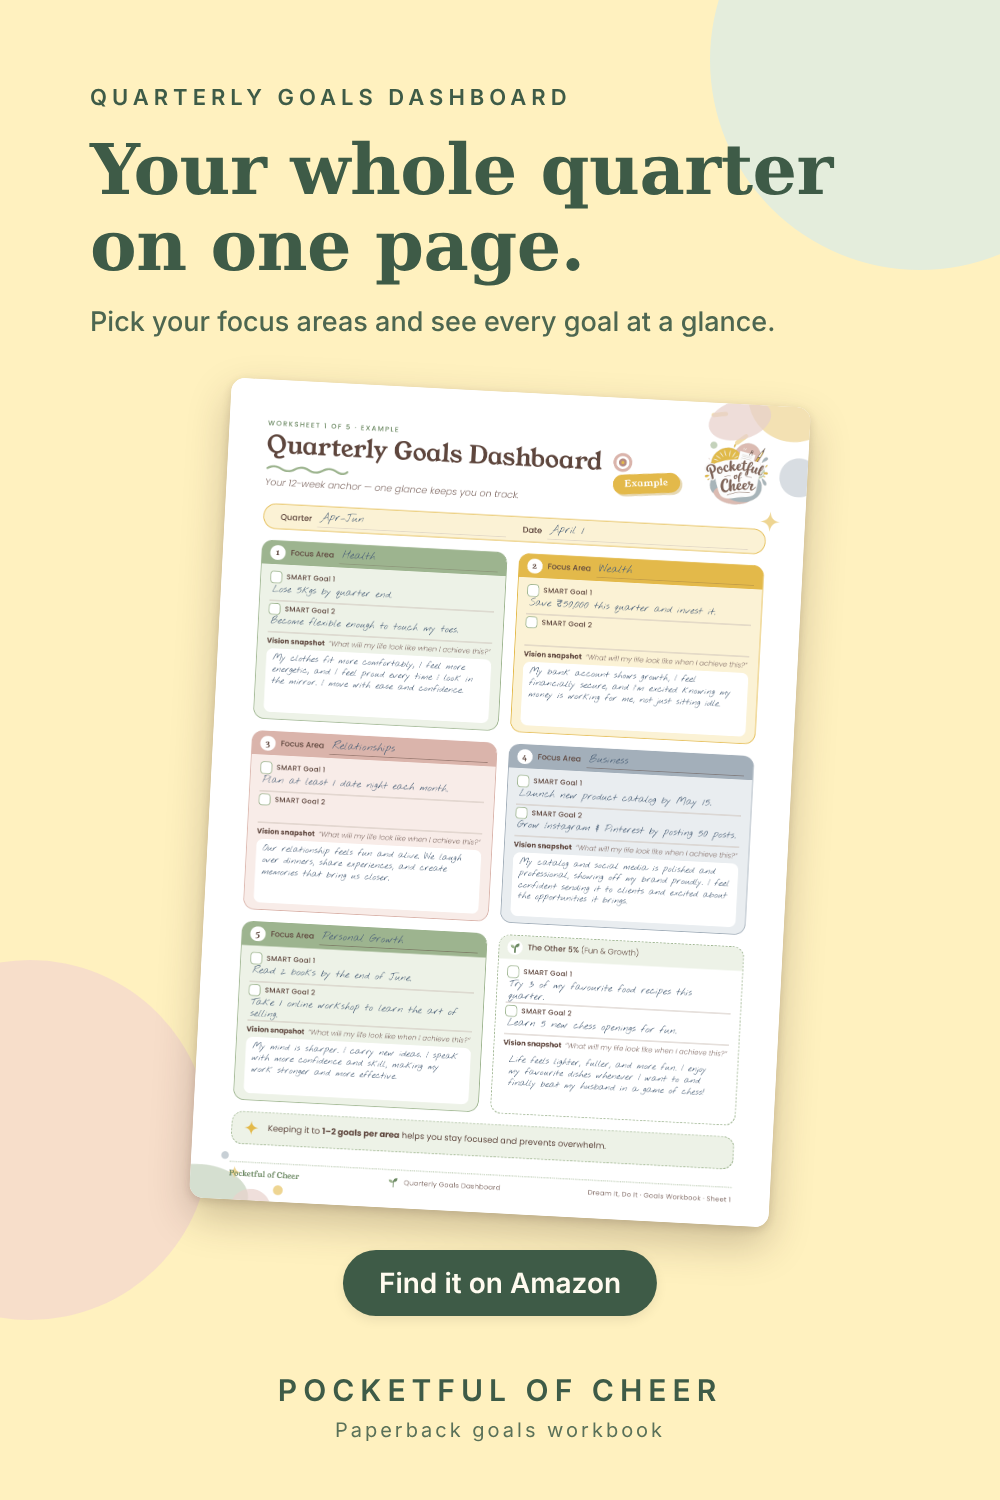 QUARTERLY GOALS DASHBOARD
Your whole quarter
on one page.
Pick your focus areas and see every goal at a glance.
WORKSHEET 1 OF 5 · EXAMPLE
Quarterly Goals Dashboard
Example
Your 12-week anchor — one glance keeps you on track.
Pocketful
of
Cheer
Quarter Apr-Jun
Date April 1
1 Focus Area Health
SMART Goal 1
Lose 5kgs by quarter end.
SMART Goal 2
Become flexible enough to touch my toes.
Vision snapshot "What will my life look like when I achieve this?"
My clothes fit more comfortably, I feel more
energetic, and I feel proud every time I look in
the mirror. I move with ease and confidence.
2 Focus Area Wealth
SMART Goal 1
Save ₹50,000 this quarter and invest it.
SMART Goal 2
Vision snapshot "What will my life look like when I achieve this?"
My bank account shows growth, I feel
financially secure, and I'm excited knowing my
money is working for me, not just sitting idle.
3 Focus Area Relationships
SMART Goal 1
Plan at least 1 date night each month.
SMART Goal 2
Vision snapshot "What will my life look like when I achieve this?"
Our relationship feels fun and alive. We laugh
over dinners, share experiences, and create
memories that bring us closer.
4 Focus Area Business
SMART Goal 1
Launch new product catalog by May 15.
SMART Goal 2
Grow instagram & Pinterest by posting 50 posts.
Vision snapshot "What will my life look like when I achieve this?"
My catalog and social media is polished and
professional, showing off my brand proudly. I feel
confident sending it to clients and excited about
the opportunities it brings.
5 Focus Area Personal Growth
SMART Goal 1
Read 2 books by the end of June.
SMART Goal 2
Take 1 online workshop to learn the art of
selling.
Vision snapshot "What will my life look like when I achieve this?"
My mind is sharper. I carry new ideas. I speak
with more confidence and skill, making my
work stronger and more effective.
The Other 5% (Fun & Growth)
SMART Goal 1
Try 3 of my favourite food recipes this
quarter.
SMART Goal 2
Learn 5 new chess openings for fun.
Vision snapshot "What will my life look like when I achieve this?"
Life feels lighter, fuller, and more fun. I enjoy
my favourite dishes whenever I want to and
finally beat my husband in a game of chess!
Keeping it to 1–2 goals per area helps you stay focused and prevents overwhelm.
Pocketful of Cheer
Quarterly Goals Dashboard
Dream It, Do It · Goals Workbook · Sheet 1
Find it on Amazon
POCKETFUL OF CHEER
Paperback goals workbook